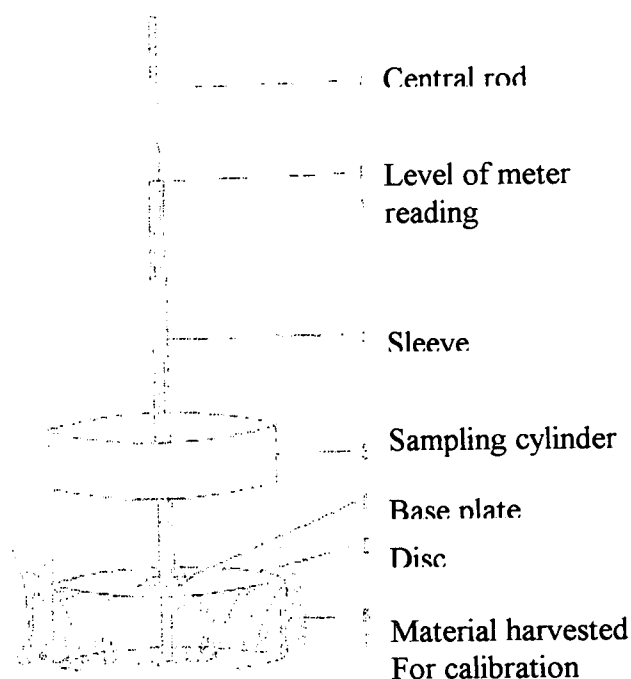 Central rod
Level of meter
reading
Sleeve
Sampling cylinder
Base plate
Disc
Material harvested
For calibration